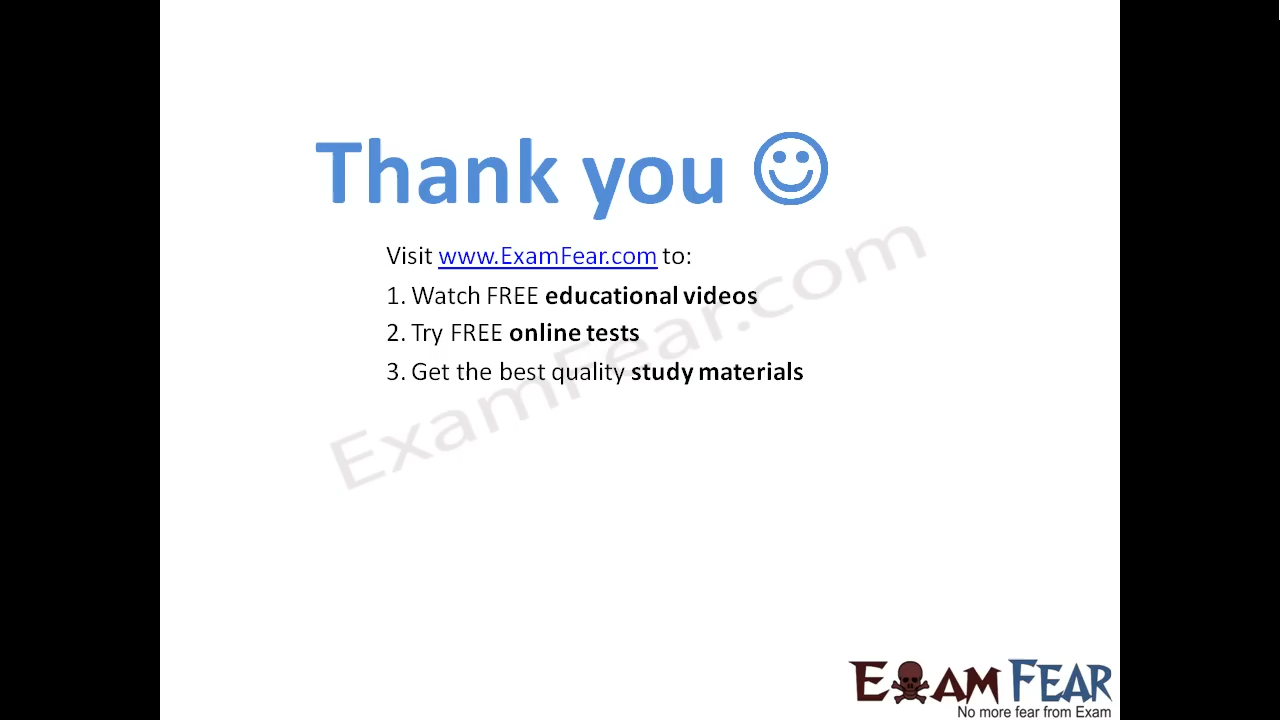 Thank you ☺
Visit www.ExamFear.com to:
1. Watch FREE educational videos
2. Try FREE online tests
3. Get the best quality study materials
ExamFear.com
EXAM FEAR
No more fear from Exam